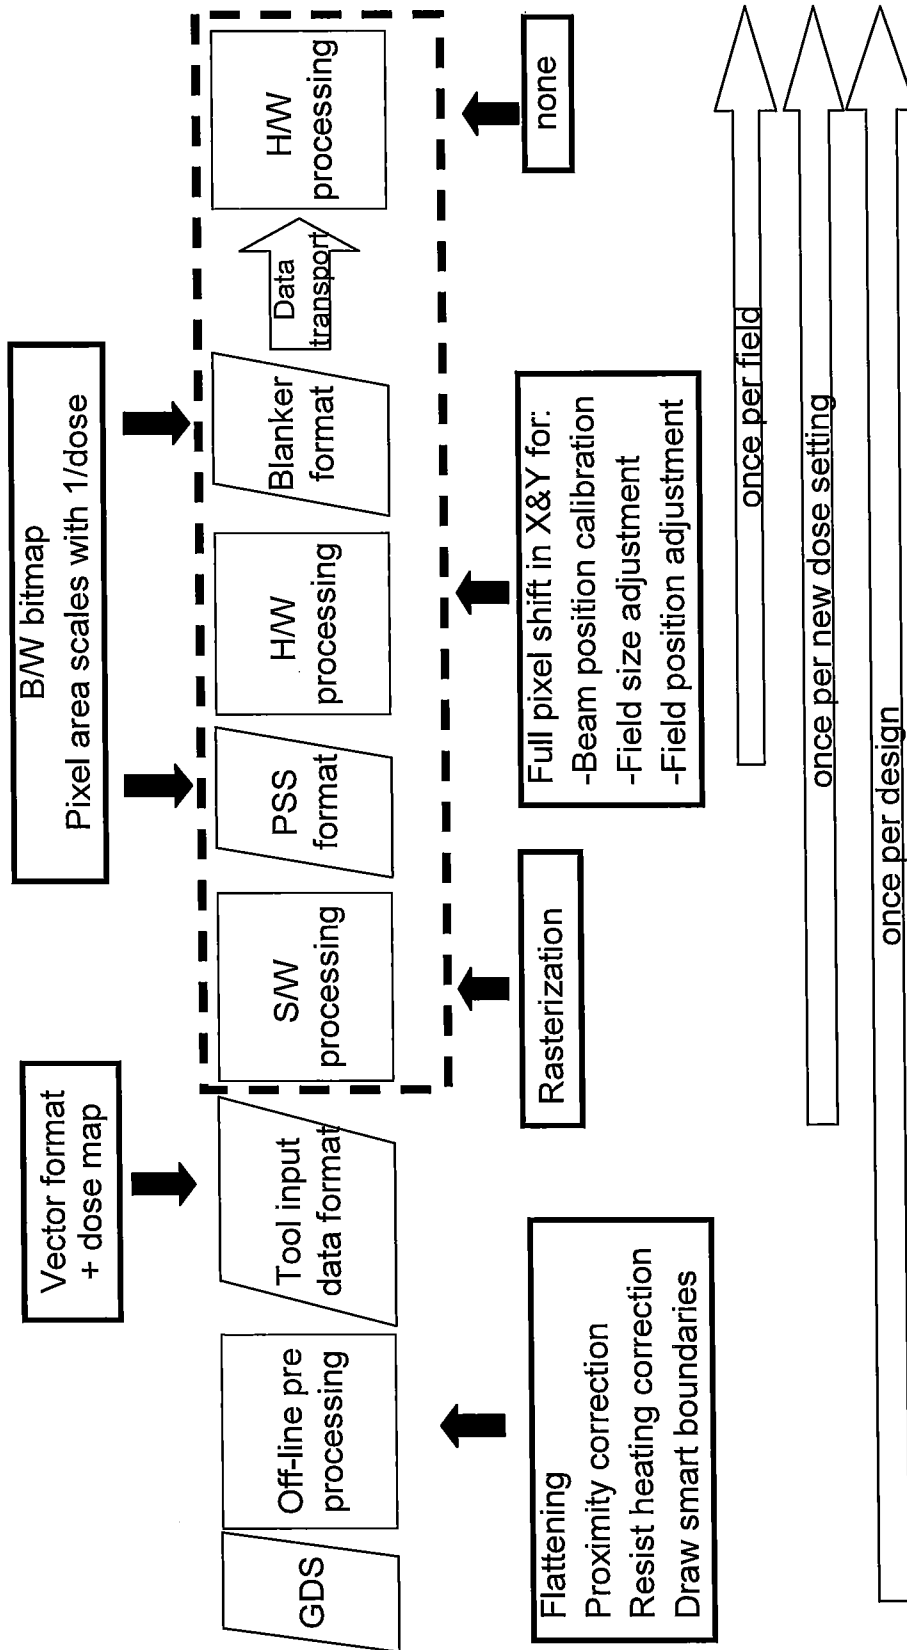 Vector format
+ dose map
B/W bitmap
Pixel area scales with 1/dose
GDS
Off-line pre
processing
Tool input
data format
S/W
processing
PSS
format
H/W
processing
Blanker
format
Data
transport
H/W
processing
Flattening
Proximity correction
Resist heating correction
Draw smart boundaries
Rasterization
Full pixel shift in X&Y for:
-Beam position calibration
-Field size adjustment
-Field position adjustment
none
once per field
once per new dose setting
once per design